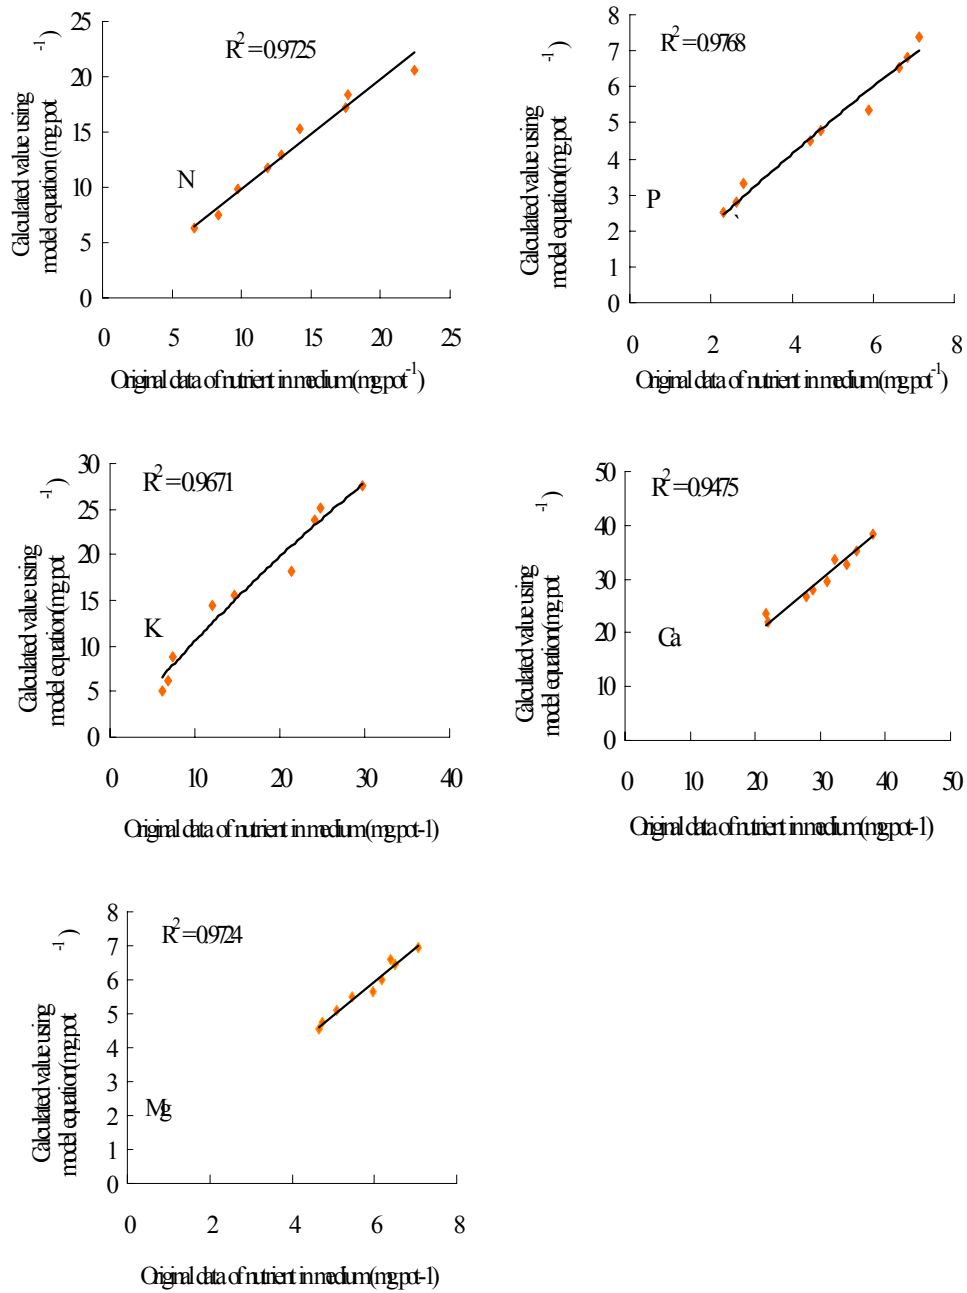 R2=0.9725
Calculated value using
model equation (mg.pot-1)
25
20
15
10
5
0
N
0 5 10 15 20 25
Original data of nutrient in medium (mg.pot-1)
R2=0.9768
Calculated value using
model equation (mg.pot-1)
8
7
6
5
4
3
2
1
0
P
`
0 2 4 6 8
Original data of nutrient in medium (mg.pot-1)
R2=0.9671
Calculated value using
model equation (mg.pot-1)
30
25
20
15
10
5
0
K
0 10 20 30 40
Original data of nutrient in medium (mg.pot-1)
R2=0.9475
Calculated value using
model equation (mg.pot-1)
50
40
30
20
10
0
Ca
0 10 20 30 40 50
Original data of nutrient in medium (mg.pot-1)
R2=0.9724
Calculated value using
model equation (mg.pot-1)
8
7
6
5
4
3
2
1
0
Mg
0 2 4 6 8
Original data of nutrient in medium (mg.pot-1)